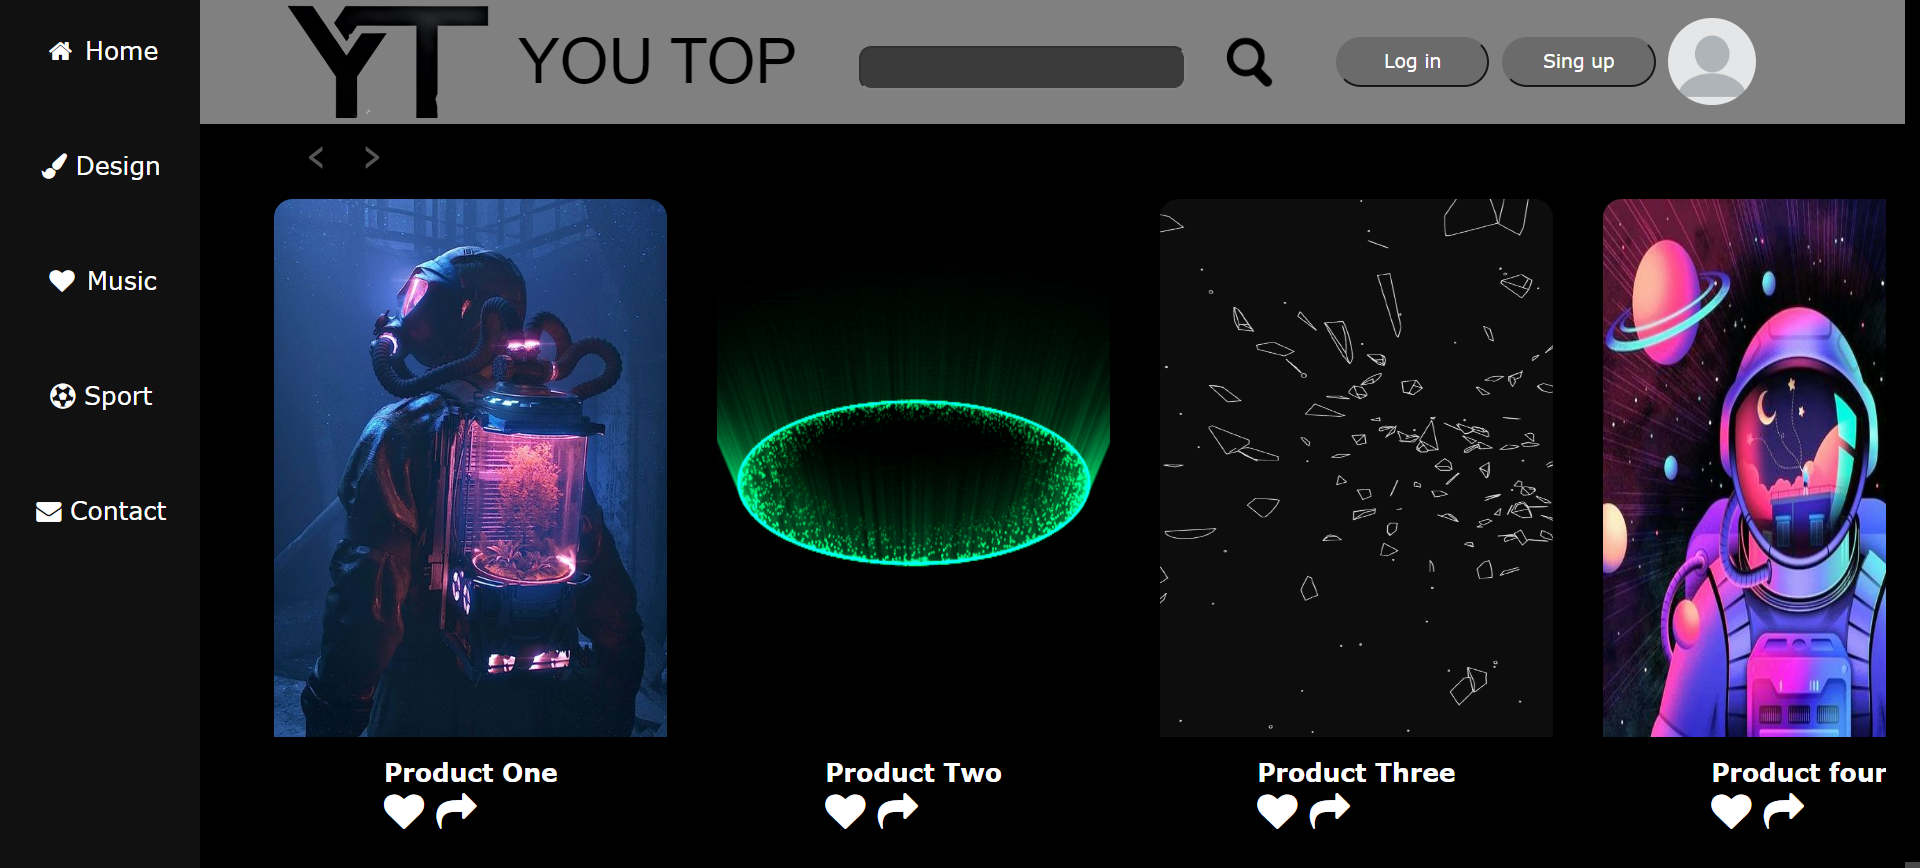 Home
Design
Music
Sport
Contact
YT YOU TOP
Log in
Sing up
< >
Product One
Product Two
Product Three
Product four